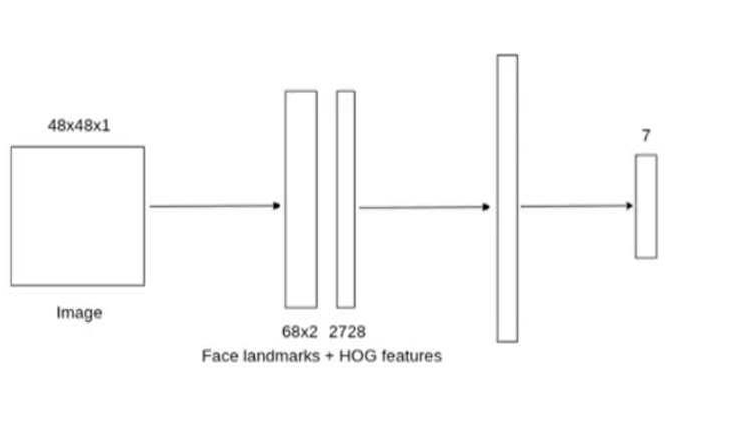 48x48x1
Image
68x2 2728
Face landmarks + HOG features
7